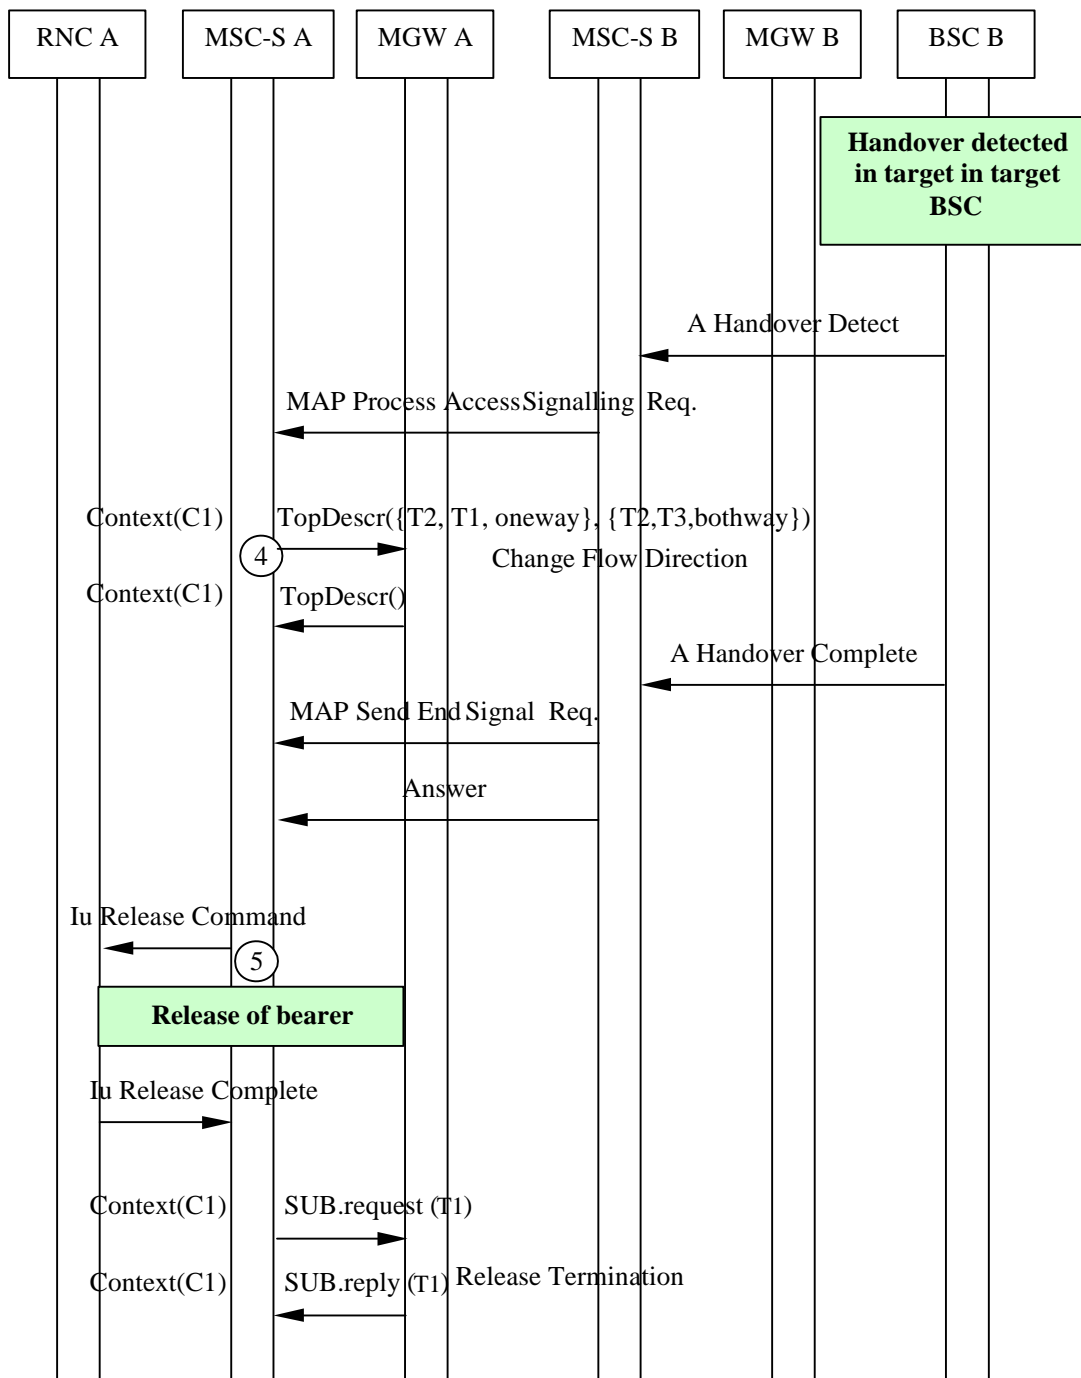 RNC A
MSC-S A
MGW A
MSC-S B
MGW B
BSC B
Handover detected
in target in target
BSC
A Handover Detect
MAP Process AccessSignalling Req.
Context(C1)
TopDescr({T2, T1, oneway}, {T2,T3,bothway})
4
Change Flow Direction
Context(C1)
TopDescr()
A Handover Complete
MAP Send End Signal Req.
Answer
Iu Release Command
5
Release of bearer
Iu Release Complete
Context(C1)
SUB.request (T1)
Context(C1)
SUB.reply (T1)
Release Termination